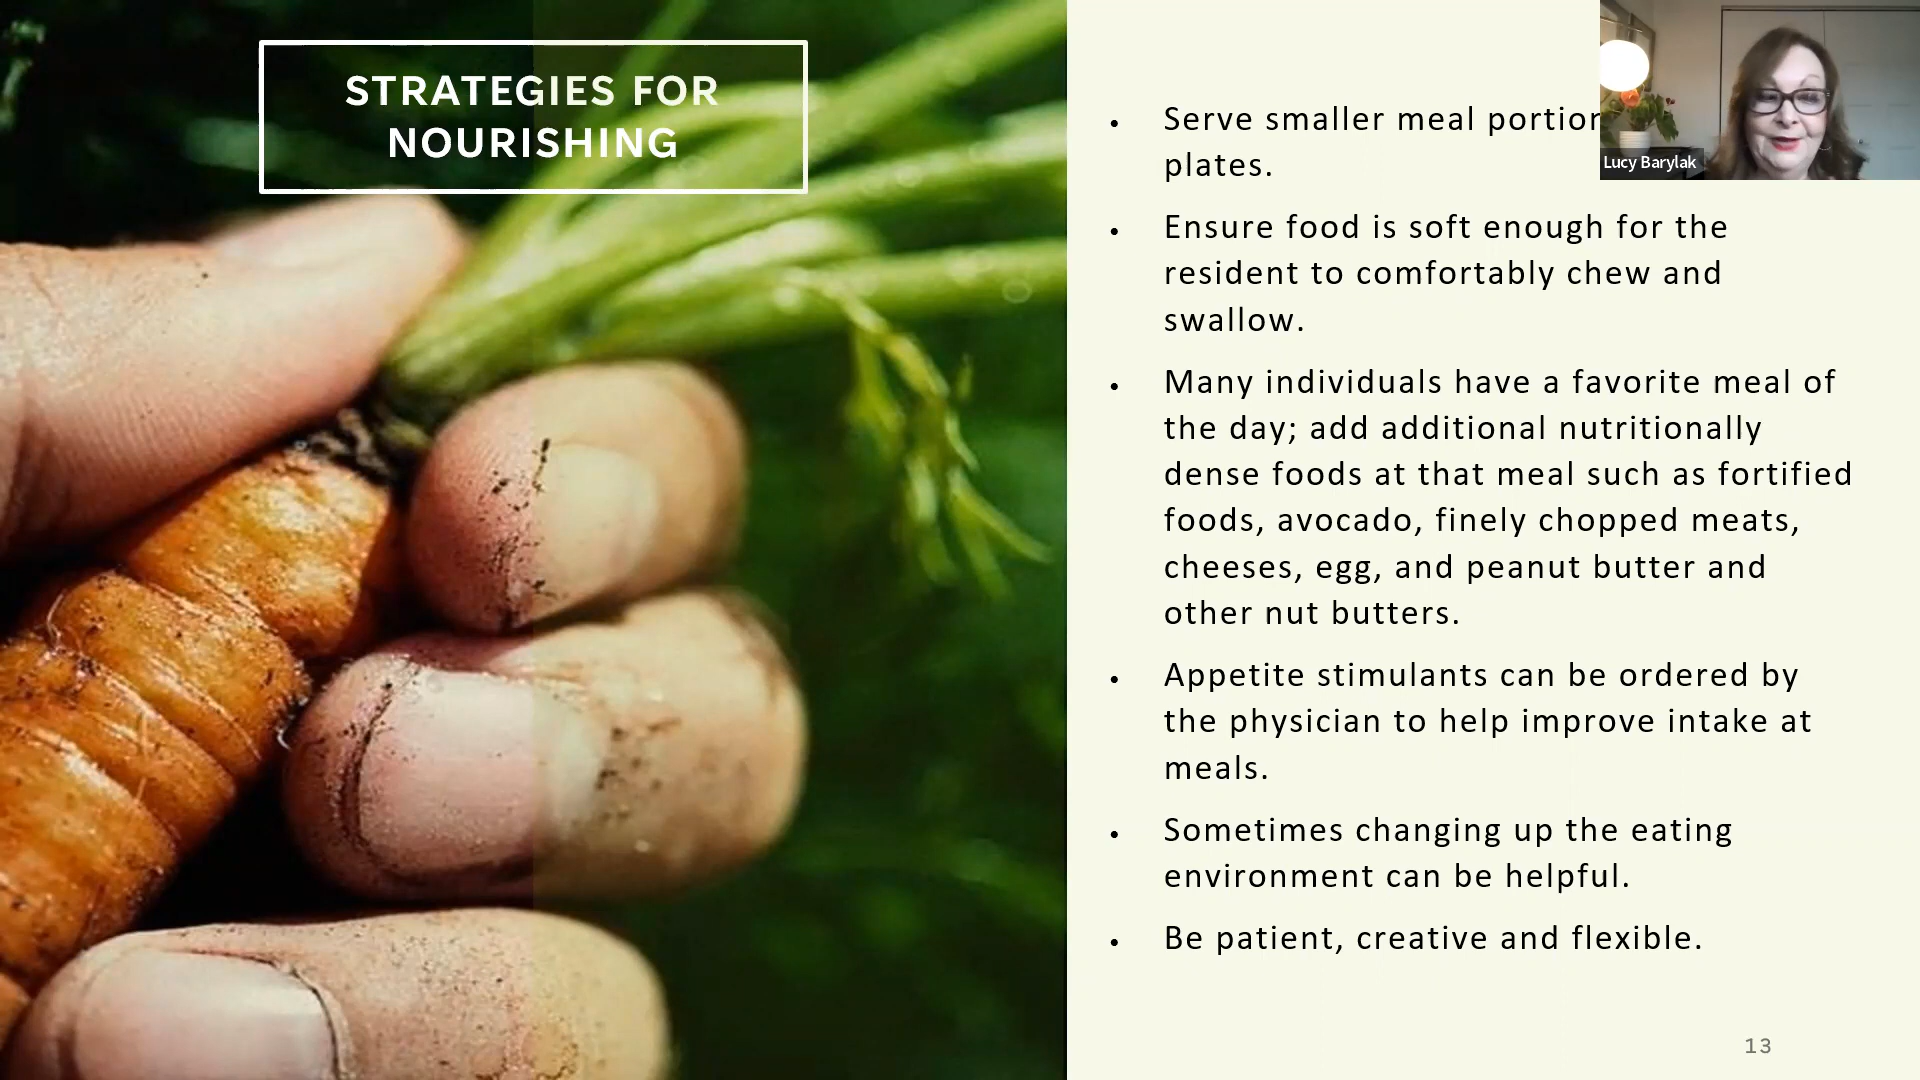 STRATEGIES FOR
NOURISHING
• Serve smaller meal
plates.
• Ensure food is soft enough for the
resident to comfortably chew and
swallow.
• Many individuals have a favorite meal of
the day; add additional nutritionally
dense foods at that meal such as fortified
foods, avocado, finely chopped meats,
cheeses, egg, and peanut butter and
other nut butters.
• Appetite stimulants can be ordered by
the physician to help improve intake at
meals.
• Sometimes changing up the eating
environment can be helpful.
• Be patient, creative and flexible.
Lucy Barylak
13